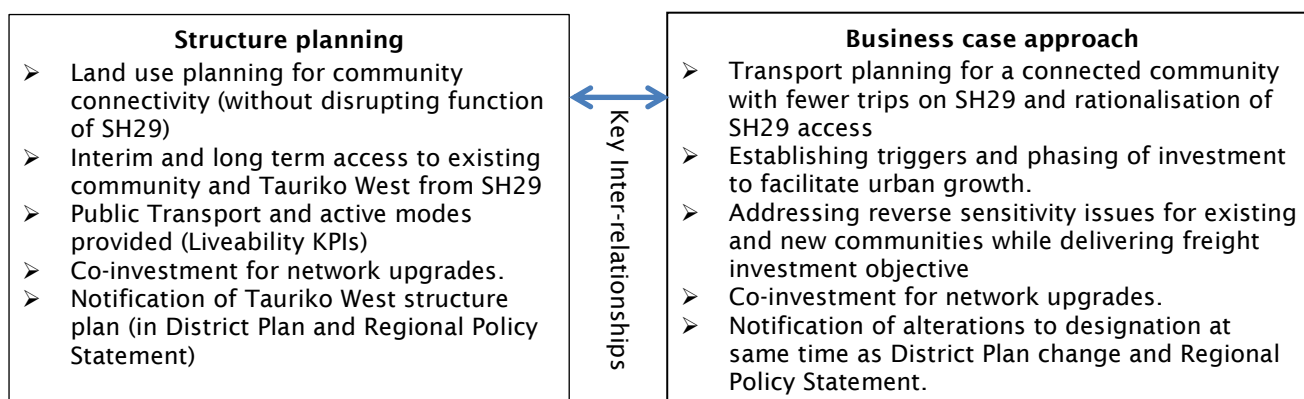 Structure planning
➢ Land use planning for community
connectivity (without disrupting function
of SH29)
➢ Interim and long term access to existing
community and Tauriko West from SH29
➢ Public Transport and active modes
provided (Liveability KPIs)
➢ Co-investment for network upgrades.
➢ Notification of Tauriko West structure
plan (in District Plan and Regional Policy
Statement)
Key Inter-relationships
Business case approach
➢ Transport planning for a connected community
with fewer trips on SH29 and rationalisation of
SH29 access
➢ Establishing triggers and phasing of investment
to facilitate urban growth.
➢ Addressing reverse sensitivity issues for existing
and new communities while delivering freight
investment objective
➢ Co-investment for network upgrades.
➢ Notification of alterations to designation at
same time as District Plan change and Regional
Policy Statement.